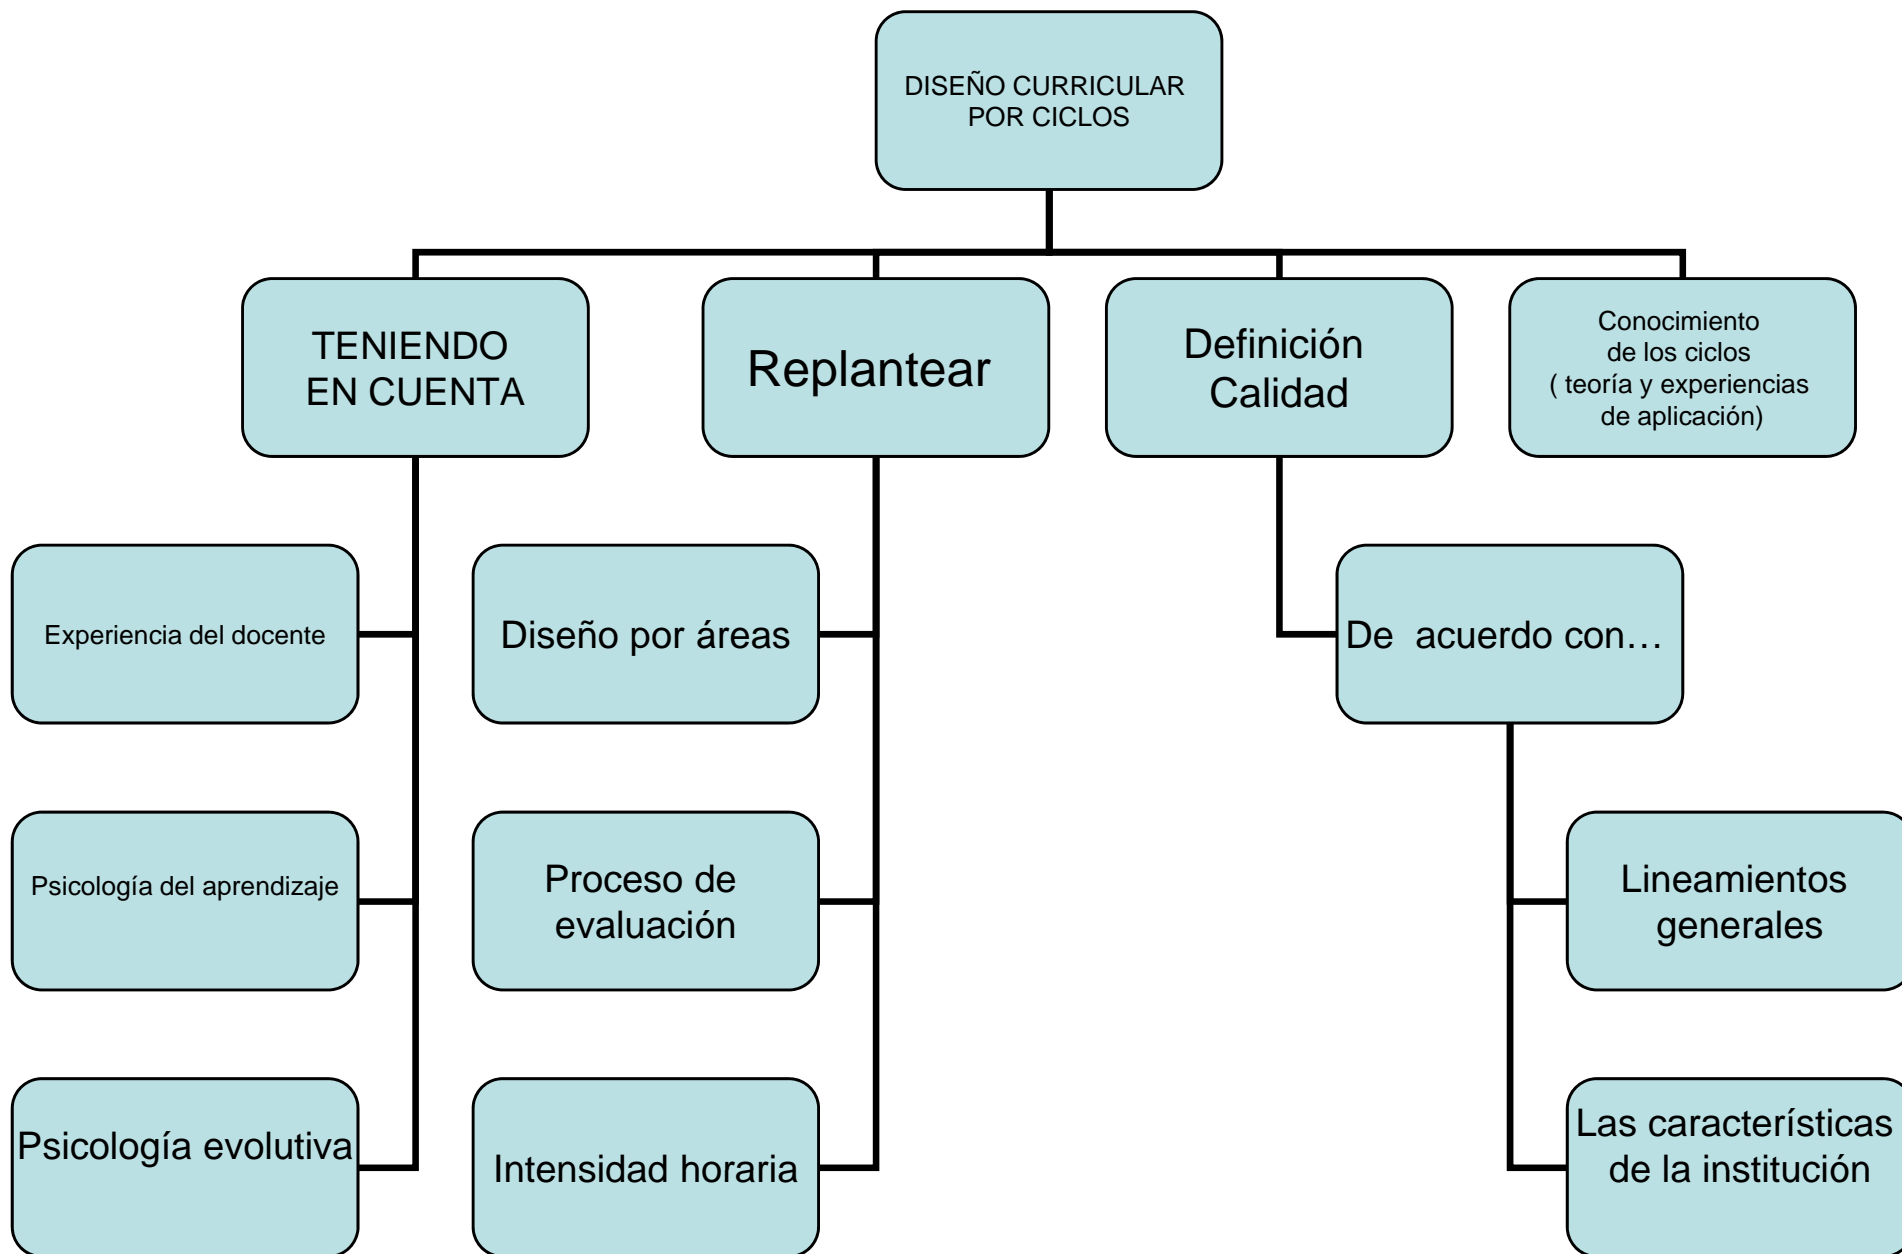 DISEÑO CURRICULAR
POR CICLOS
TENIENDO
EN CUENTA
Replantear
Definición
Calidad
Conocimiento
de los ciclos
( teoría y experiencias
de aplicación)
Experiencia del docente
Diseño por áreas
De acuerdo con…
Psicología del aprendizaje
Proceso de
evaluación
Lineamientos
generales
Psicología evolutiva
Intensidad horaria
Las característicias
de la institución